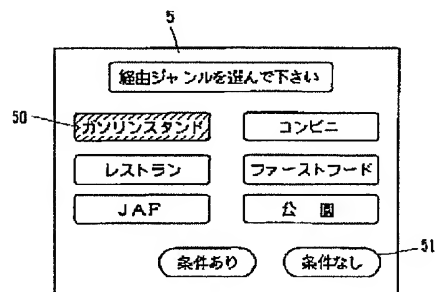 5
経由ジャンルを選んで下さい
50
ガソリンスタンド コンビニ
レストラン ファーストフード
JAF 公園
条件あり 条件なし
51